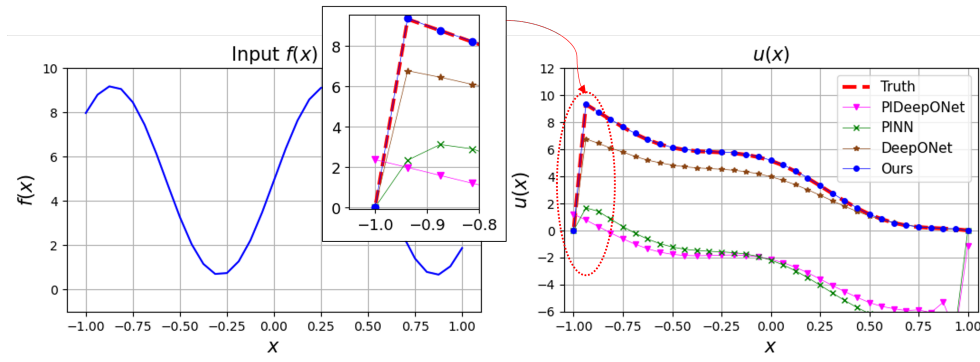 Input f(x)
10
8
6
4
2
0
f(x)
-1.00 -0.75 -0.50 -0.25 0.00 0.25 0.75 1.00
x
8
6
4
2
0
-1.0 -0.9 -0.8
u(x)
12
10
8
6
4
2
0
-2
-4
-6
u(x)
-1.00 -0.75 -0.50 -0.25 0.00 0.25 0.50 0.75 1.00
x
Truth
PIDeepONet
PINN
DeepONet
Ours